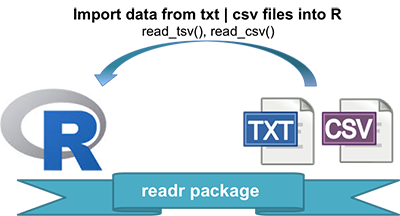 Import data from txt | csv files into R
read_tsv(), read_csv()
R
TXT
CSV
readr package